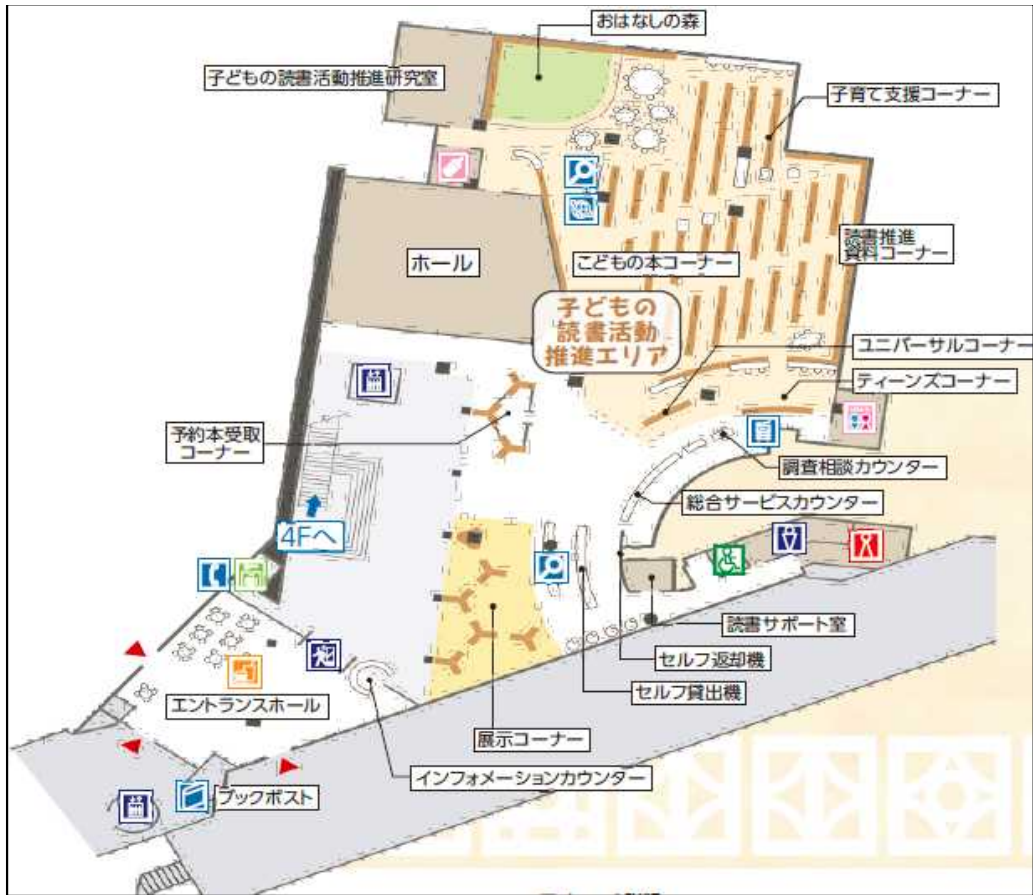 おはなしの森
子どもの読書活動推進研究室
子育て支援コーナー
読書推進
資料コーナー
ホール
こどもの本コーナー
子どもの
読書活動
推進エリア
ユニバーサルコーナー
ティーンズコーナー
予約本受取
コーナー
調査相談カウンター
総合サービスカウンター
4Fへ
読書サポート室
セルフ返却機
セルフ貸出機
エントランスホール
展示コーナー
インフォメーションカウンター
ブックポスト